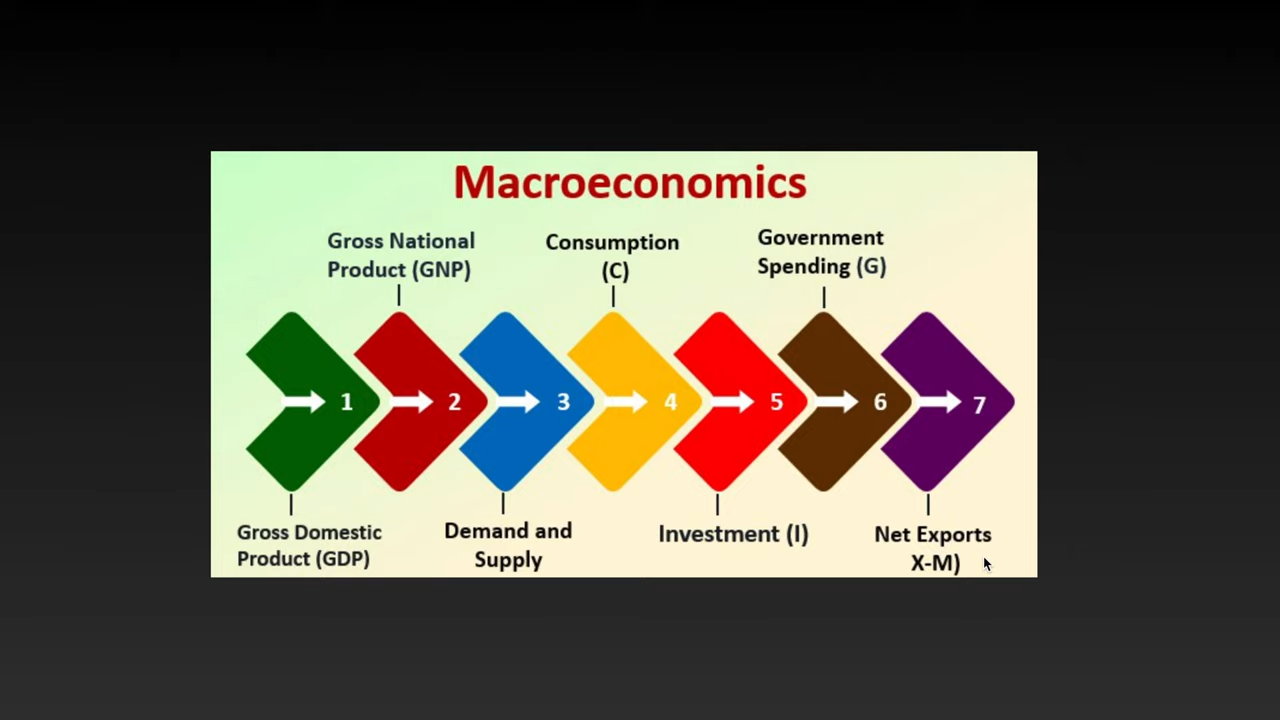 Macroeconomics
Gross National
Product (GNP)
Consumption
(C)
Government
Spending (G)
1
2
3
4
5
6
7
Gross Domestic
Product (GDP)
Demand and
Supply
Investment (I)
Net Exports
X-M)